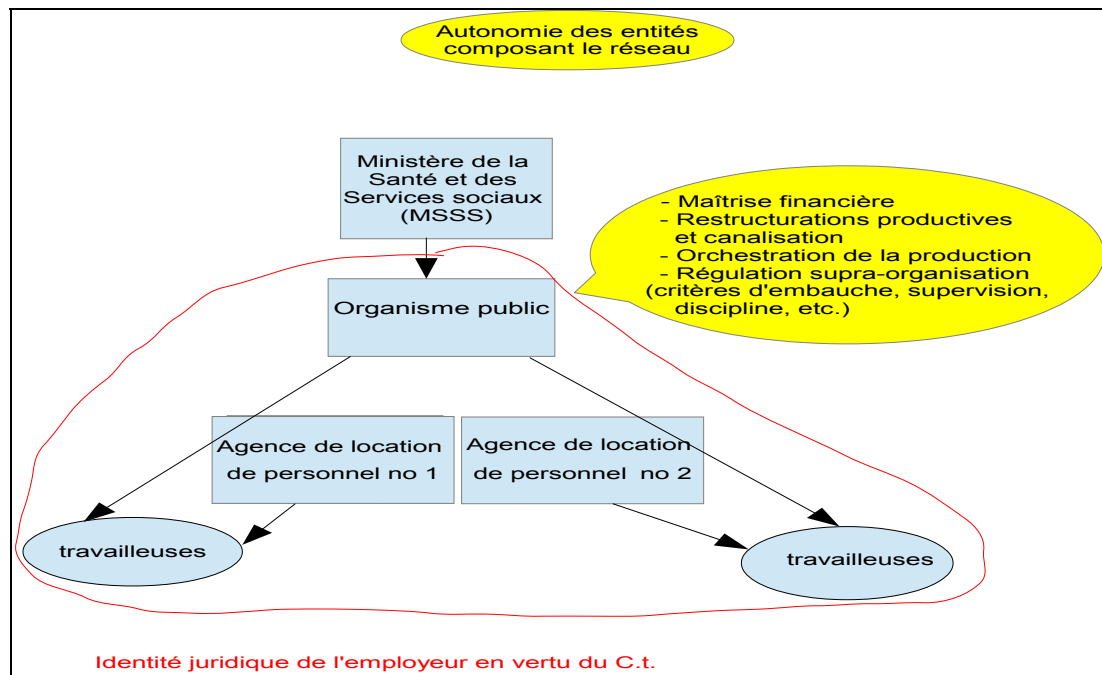 Autonomie des entités
composant le réseau
Ministère de la
Santé et des
Services sociaux
(MSSS)
- Maîtrise financière
- Restructurations productives
et canalisation
- Orchestration de la production
- Régulation supra-organisation
(critères d'embauche, supervision,
discipline, etc.)
Organisme public
Agence de location
de personnel no 1
Agence de location
de personnel no 2
travailleuses
travailleuses
Identité juridique de l'employeur en vertu du C.t.